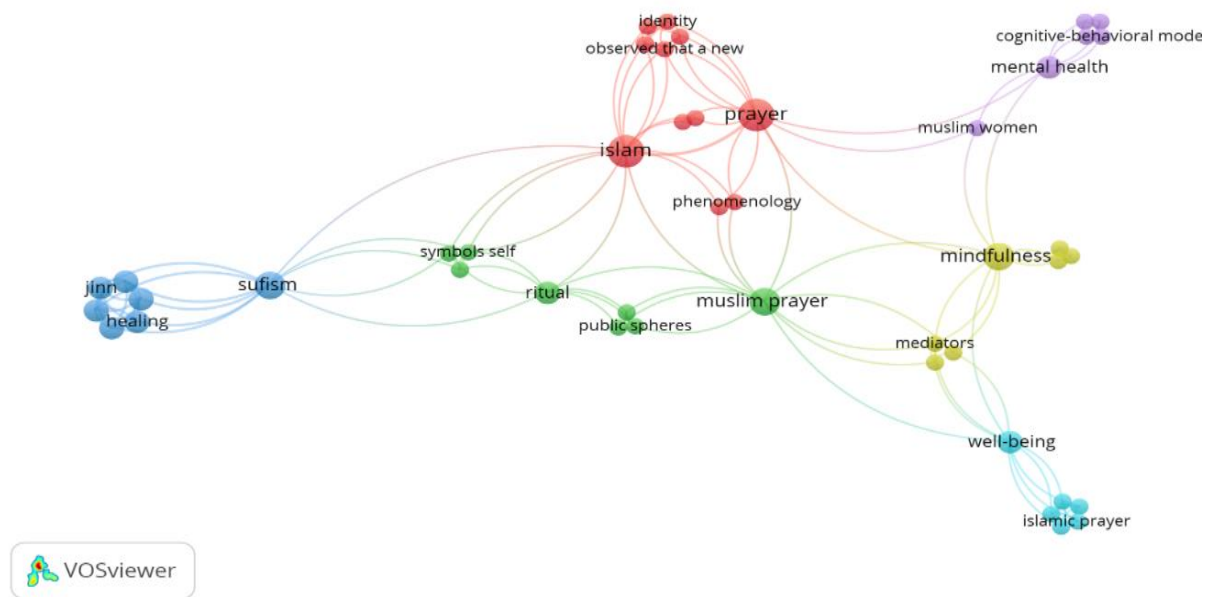 identity
observed that a new
cognitive-behavioral mode
mental health
prayer
muslim women
islam
phenomenology
symbols self
mindfulness
jinn
sufism
ritual
muslim prayer
healing
public spheres
mediators
well-being
islamic prayer
VOSviewer